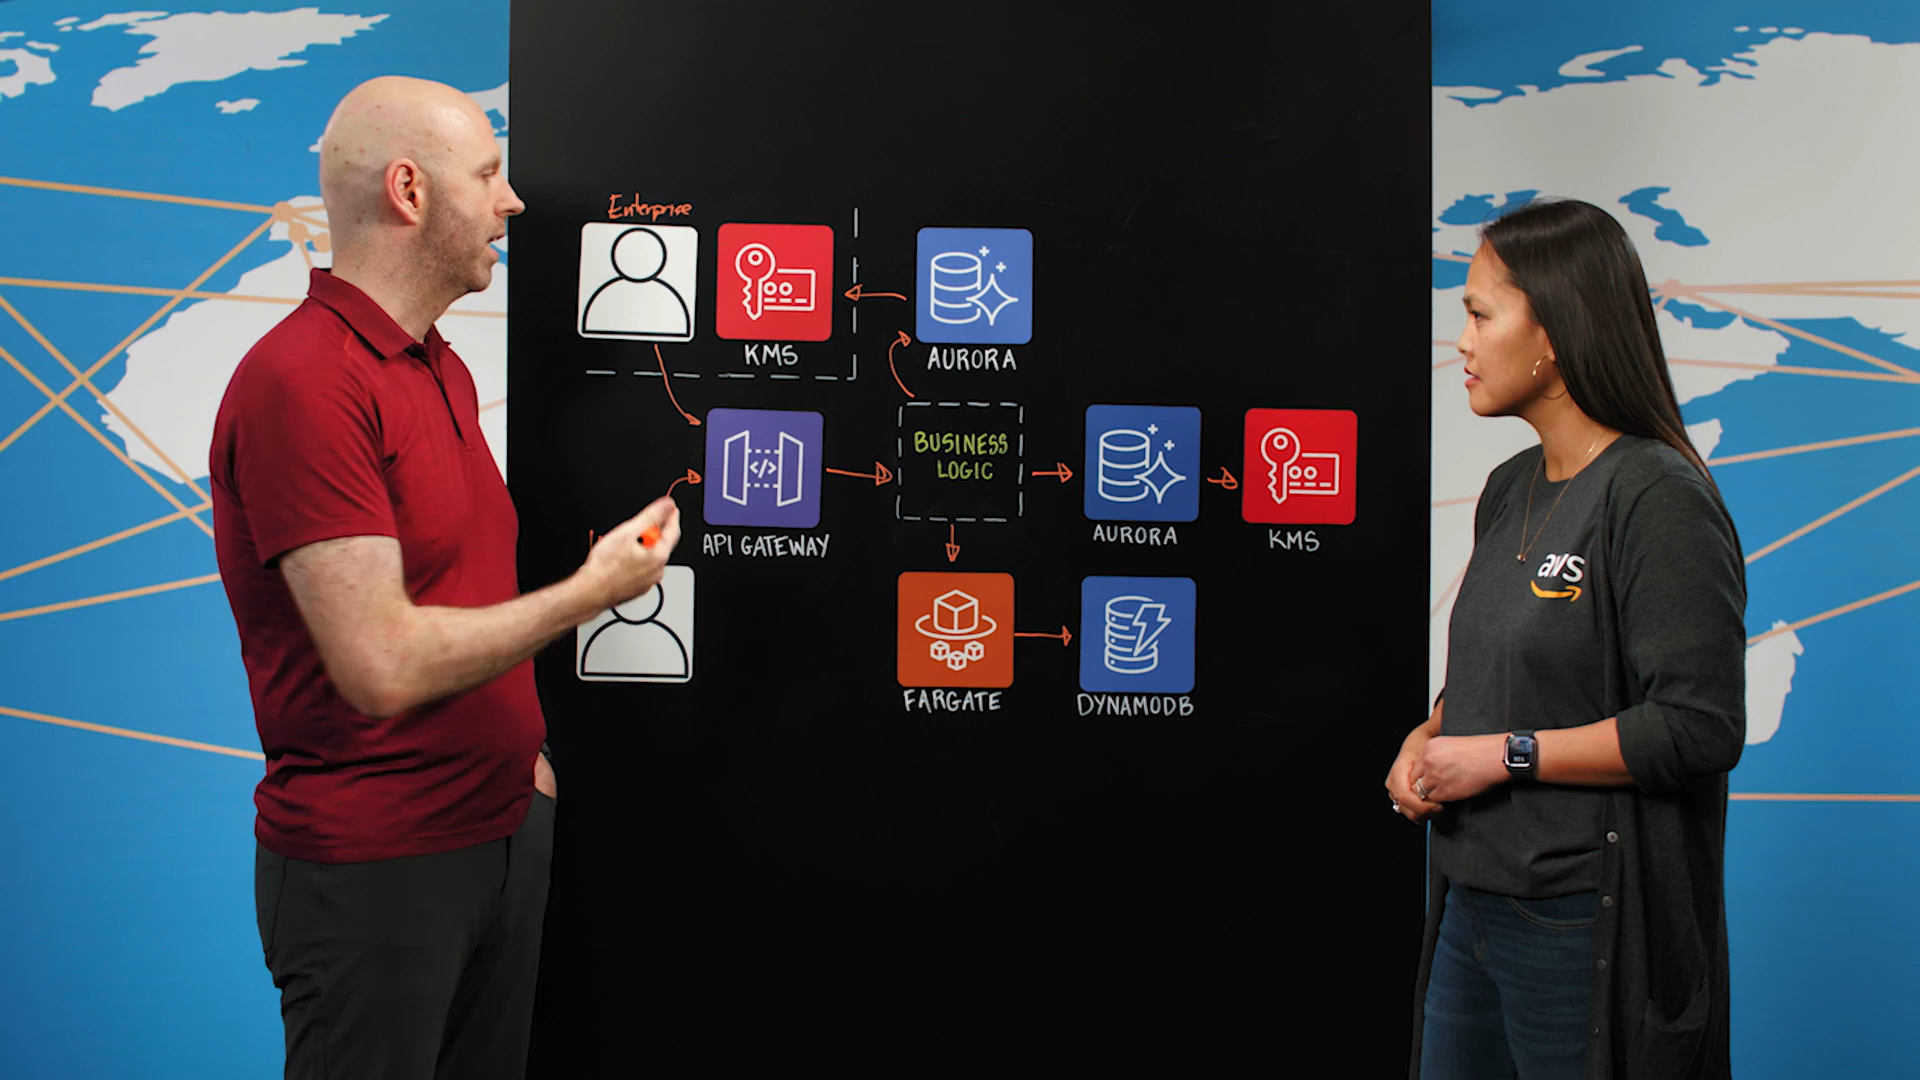 Enterprise
KMS
AURORA
BUSINESS
LOGIC
API GATEWAY
AURORA
KMS
FARGATE
DYNAMODB
aws